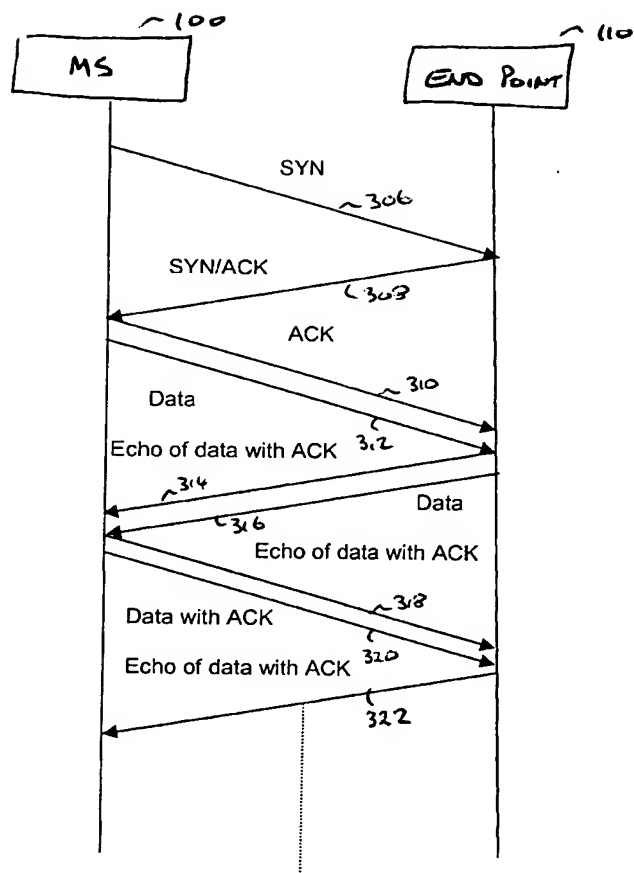 100
110
MS
END POINT
SYN
306
SYN/ACK
308
ACK
310
Data
312
Echo of data with ACK
314
Data
316
Echo of data with ACK
318
Data with ACK
320
Echo of data with ACK
322